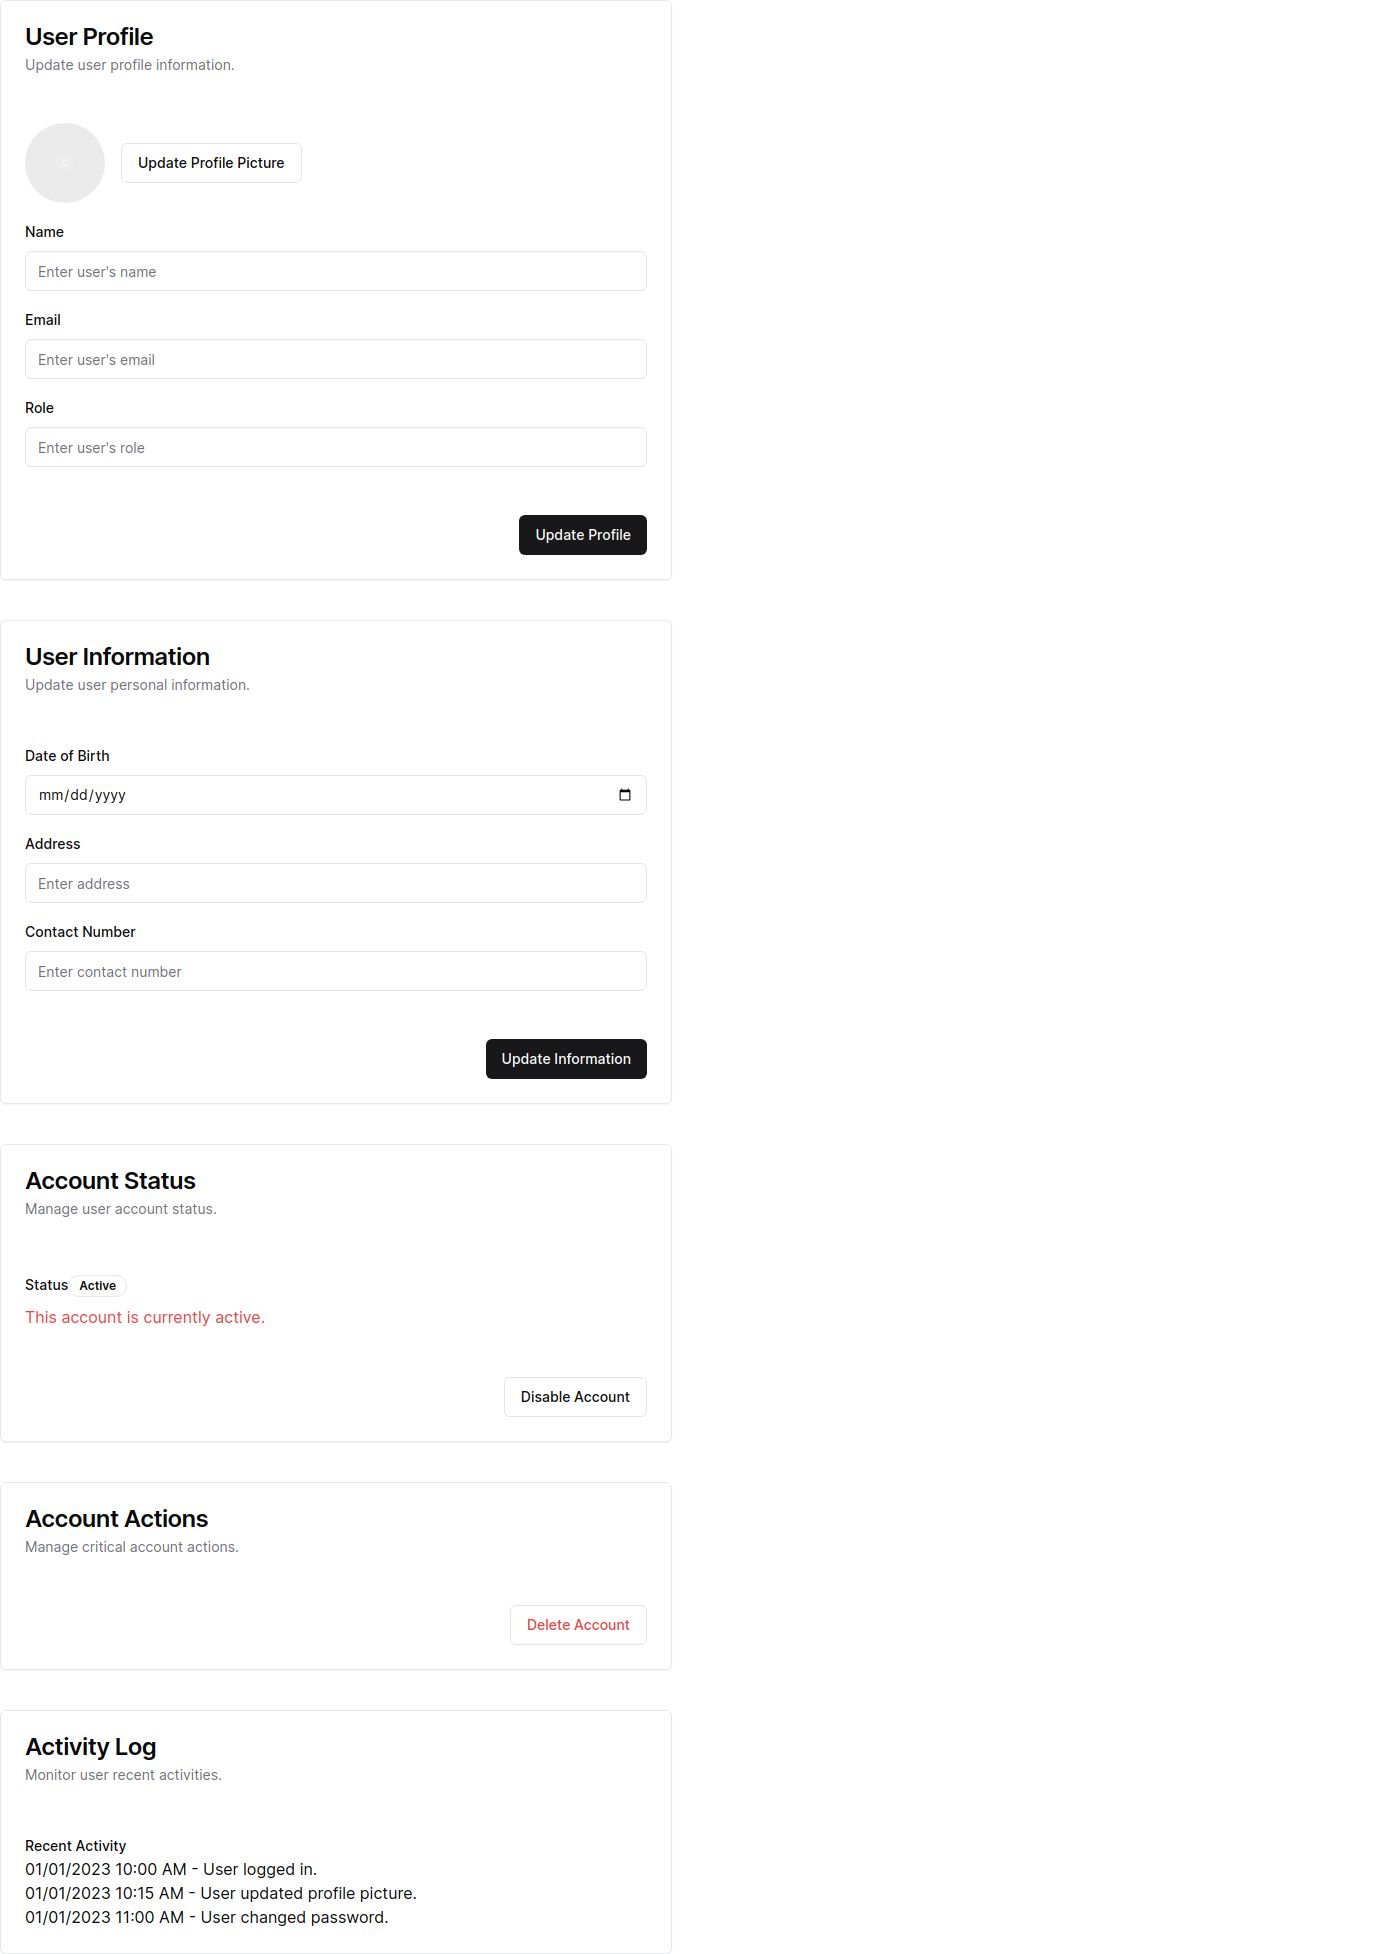 User Profile
Update user profile information.
Update Profile Picture
Name
Enter user's name
Email
Enter user's email
Role
Enter user's role
Update Profile
User Information
Update user personal information.
Date of Birth
mm/dd/yyyy
Address
Enter address
Contact Number
Enter contact number
Update Information
Account Status
Manage user account status.
Status Active
This account is currently active.
Disable Account
Account Actions
Manage critical account actions.
Delete Account
Activity Log
Monitor user recent activities.
Recent Activity
01/01/2023 10:00 AM - User logged in.
01/01/2023 10:15 AM - User updated profile picture.
01/01/2023 11:00 AM - User changed password.